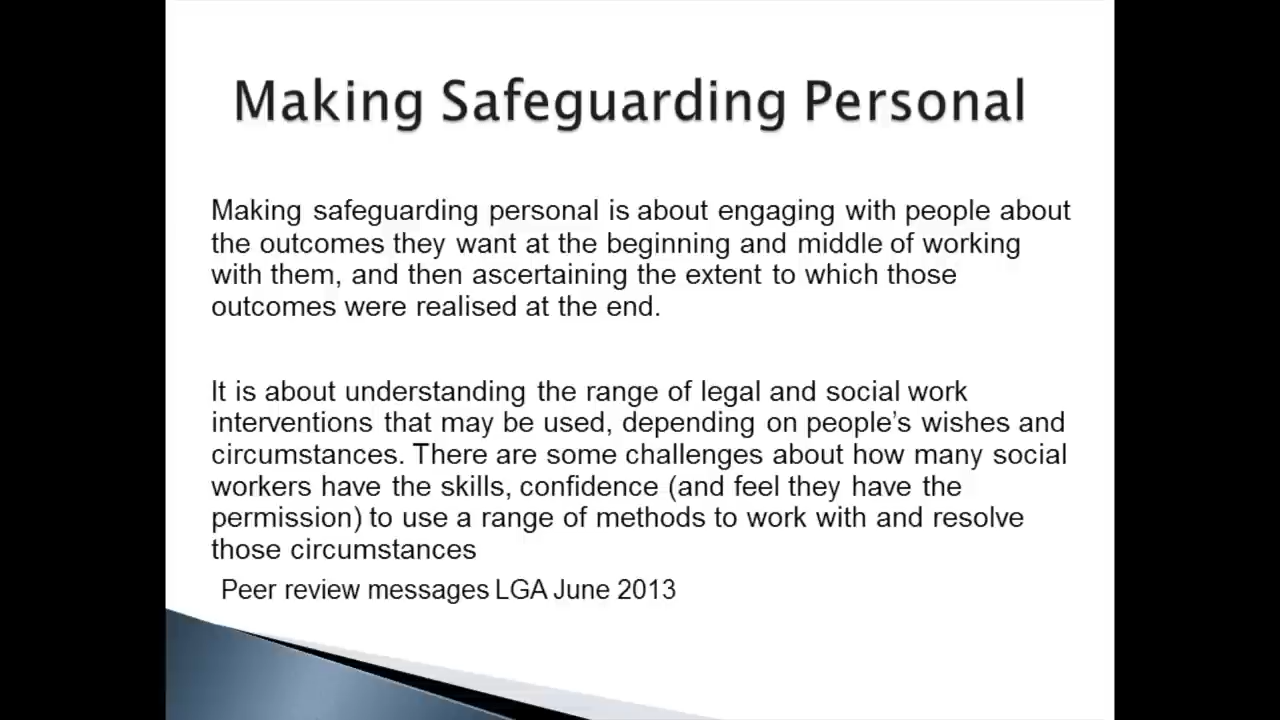 Making Safeguarding Personal
Making safeguarding personal is about engaging with people about
the outcomes they want at the beginning and middle of working
with them, and then ascertaining the extent to which those
outcomes were realised at the end.
It is about understanding the range of legal and social work
interventions that may be used, depending on people’s wishes and
circumstances. There are some challenges about how many social
workers have the skills, confidence (and feel they have the
permission) to use a range of methods to work with and resolve
those circumstances
Peer review messages LGA June 2013